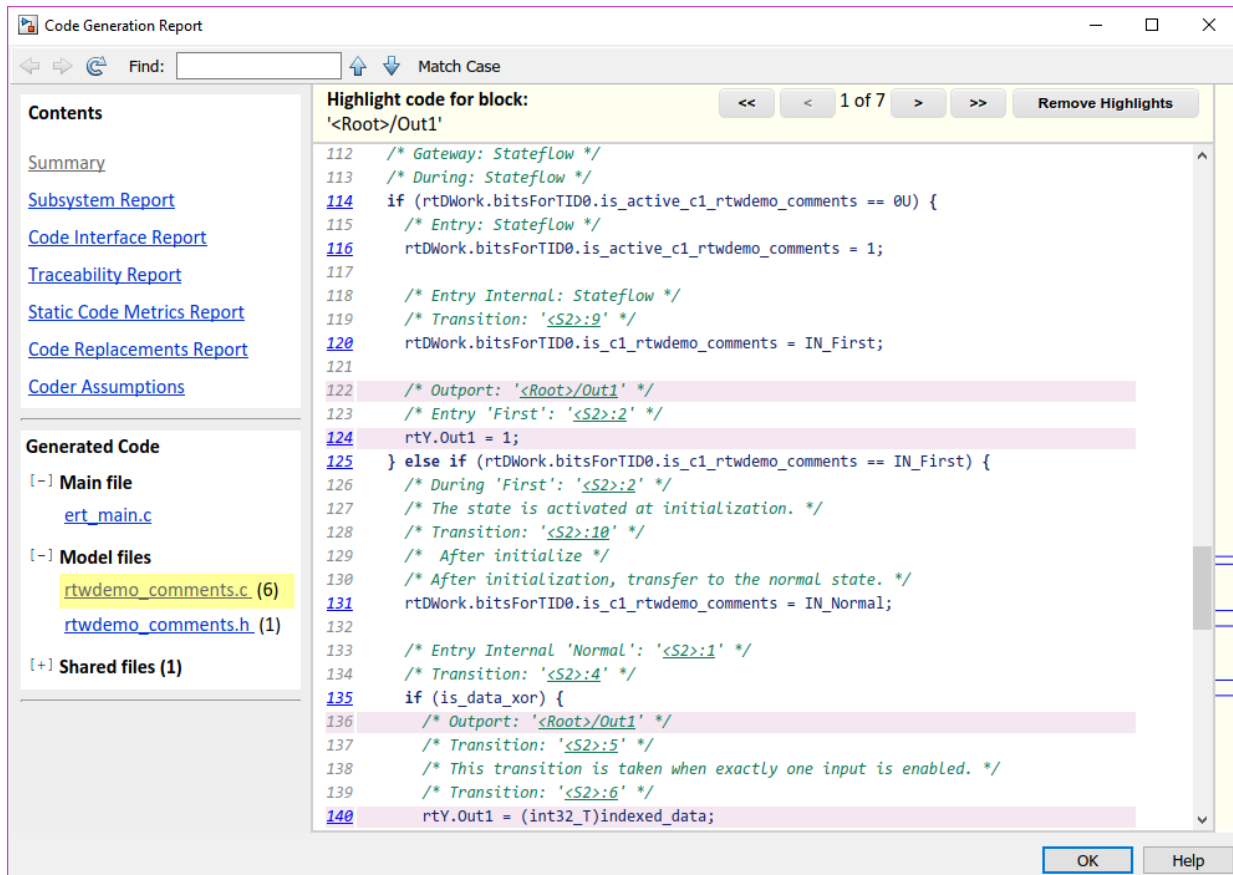 Code Generation Report
Find: Match Case
Contents
Summary
Subsystem Report
Code Interface Report
Traceability Report
Static Code Metrics Report
Code Replacements Report
Coder Assumptions
Generated Code
[-] Main file
ert_main.c
[-] Model files
rtwdemo_comments.c (6)
rtwdemo_comments.h (1)
[+] Shared files (1)
Highlight code for block:
'<Root>/Out1'
<< < 1 of 7 > >> Remove Highlights
112 /* Gateway: Stateflow */
113 /* During: Stateflow */
114 if (rtDWork.bitsForTID0.is_active_c1_rtwdemo_comments == 0U) {
115 /* Entry: Stateflow */
116 rtDWork.bitsForTID0.is_active_c1_rtwdemo_comments = 1;
117
118 /* Entry Internal: Stateflow */
119 /* Transition: '<S2>:9' */
120 rtDWork.bitsForTID0.is_c1_rtwdemo_comments = IN_First;
121
122 /* Outport: '<Root>/Out1' */
123 /* Entry 'First': '<S2>:2' */
124 rtY.Out1 = 1;
125 } else if (rtDWork.bitsForTID0.is_c1_rtwdemo_comments == IN_First) {
126 /* During 'First': '<S2>:2' */
127 /* The state is activated at initialization. */
128 /* Transition: '<S2>:10' */
129 /*  After initialize */
130 /* After initialization, transfer to the normal state. */
131 rtDWork.bitsForTID0.is_c1_rtwdemo_comments = IN_Normal;
132
133 /* Entry Internal 'Normal': '<S2>:1' */
134 /* Transition: '<S2>:4' */
135 if (is_data_xor) {
136 /* Outport: '<Root>/Out1' */
137 /* Transition: '<S2>:5' */
138 /* This transition is taken when exactly one input is enabled. */
139 /* Transition: '<S2>:6' */
140 rtY.Out1 = (int32_T)indexed_data;
OK Help